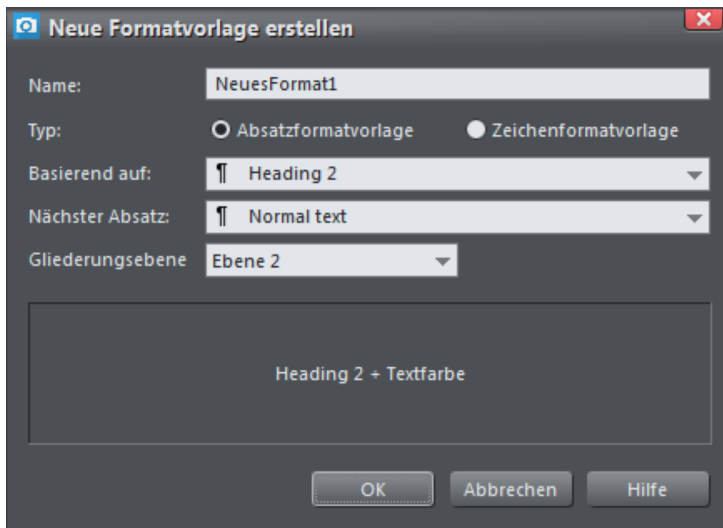 Neue Formatvorlage erstellen
Name: NeuesFormat1
Typ: Absatzformatvorlage Zeichenformatvorlage
Basierend auf: ¶ Heading 2
Nächster Absatz: ¶ Normal text
Gliederungsebene Ebene 2
Heading 2 + Textfarbe
OK Abbrechen Hilfe